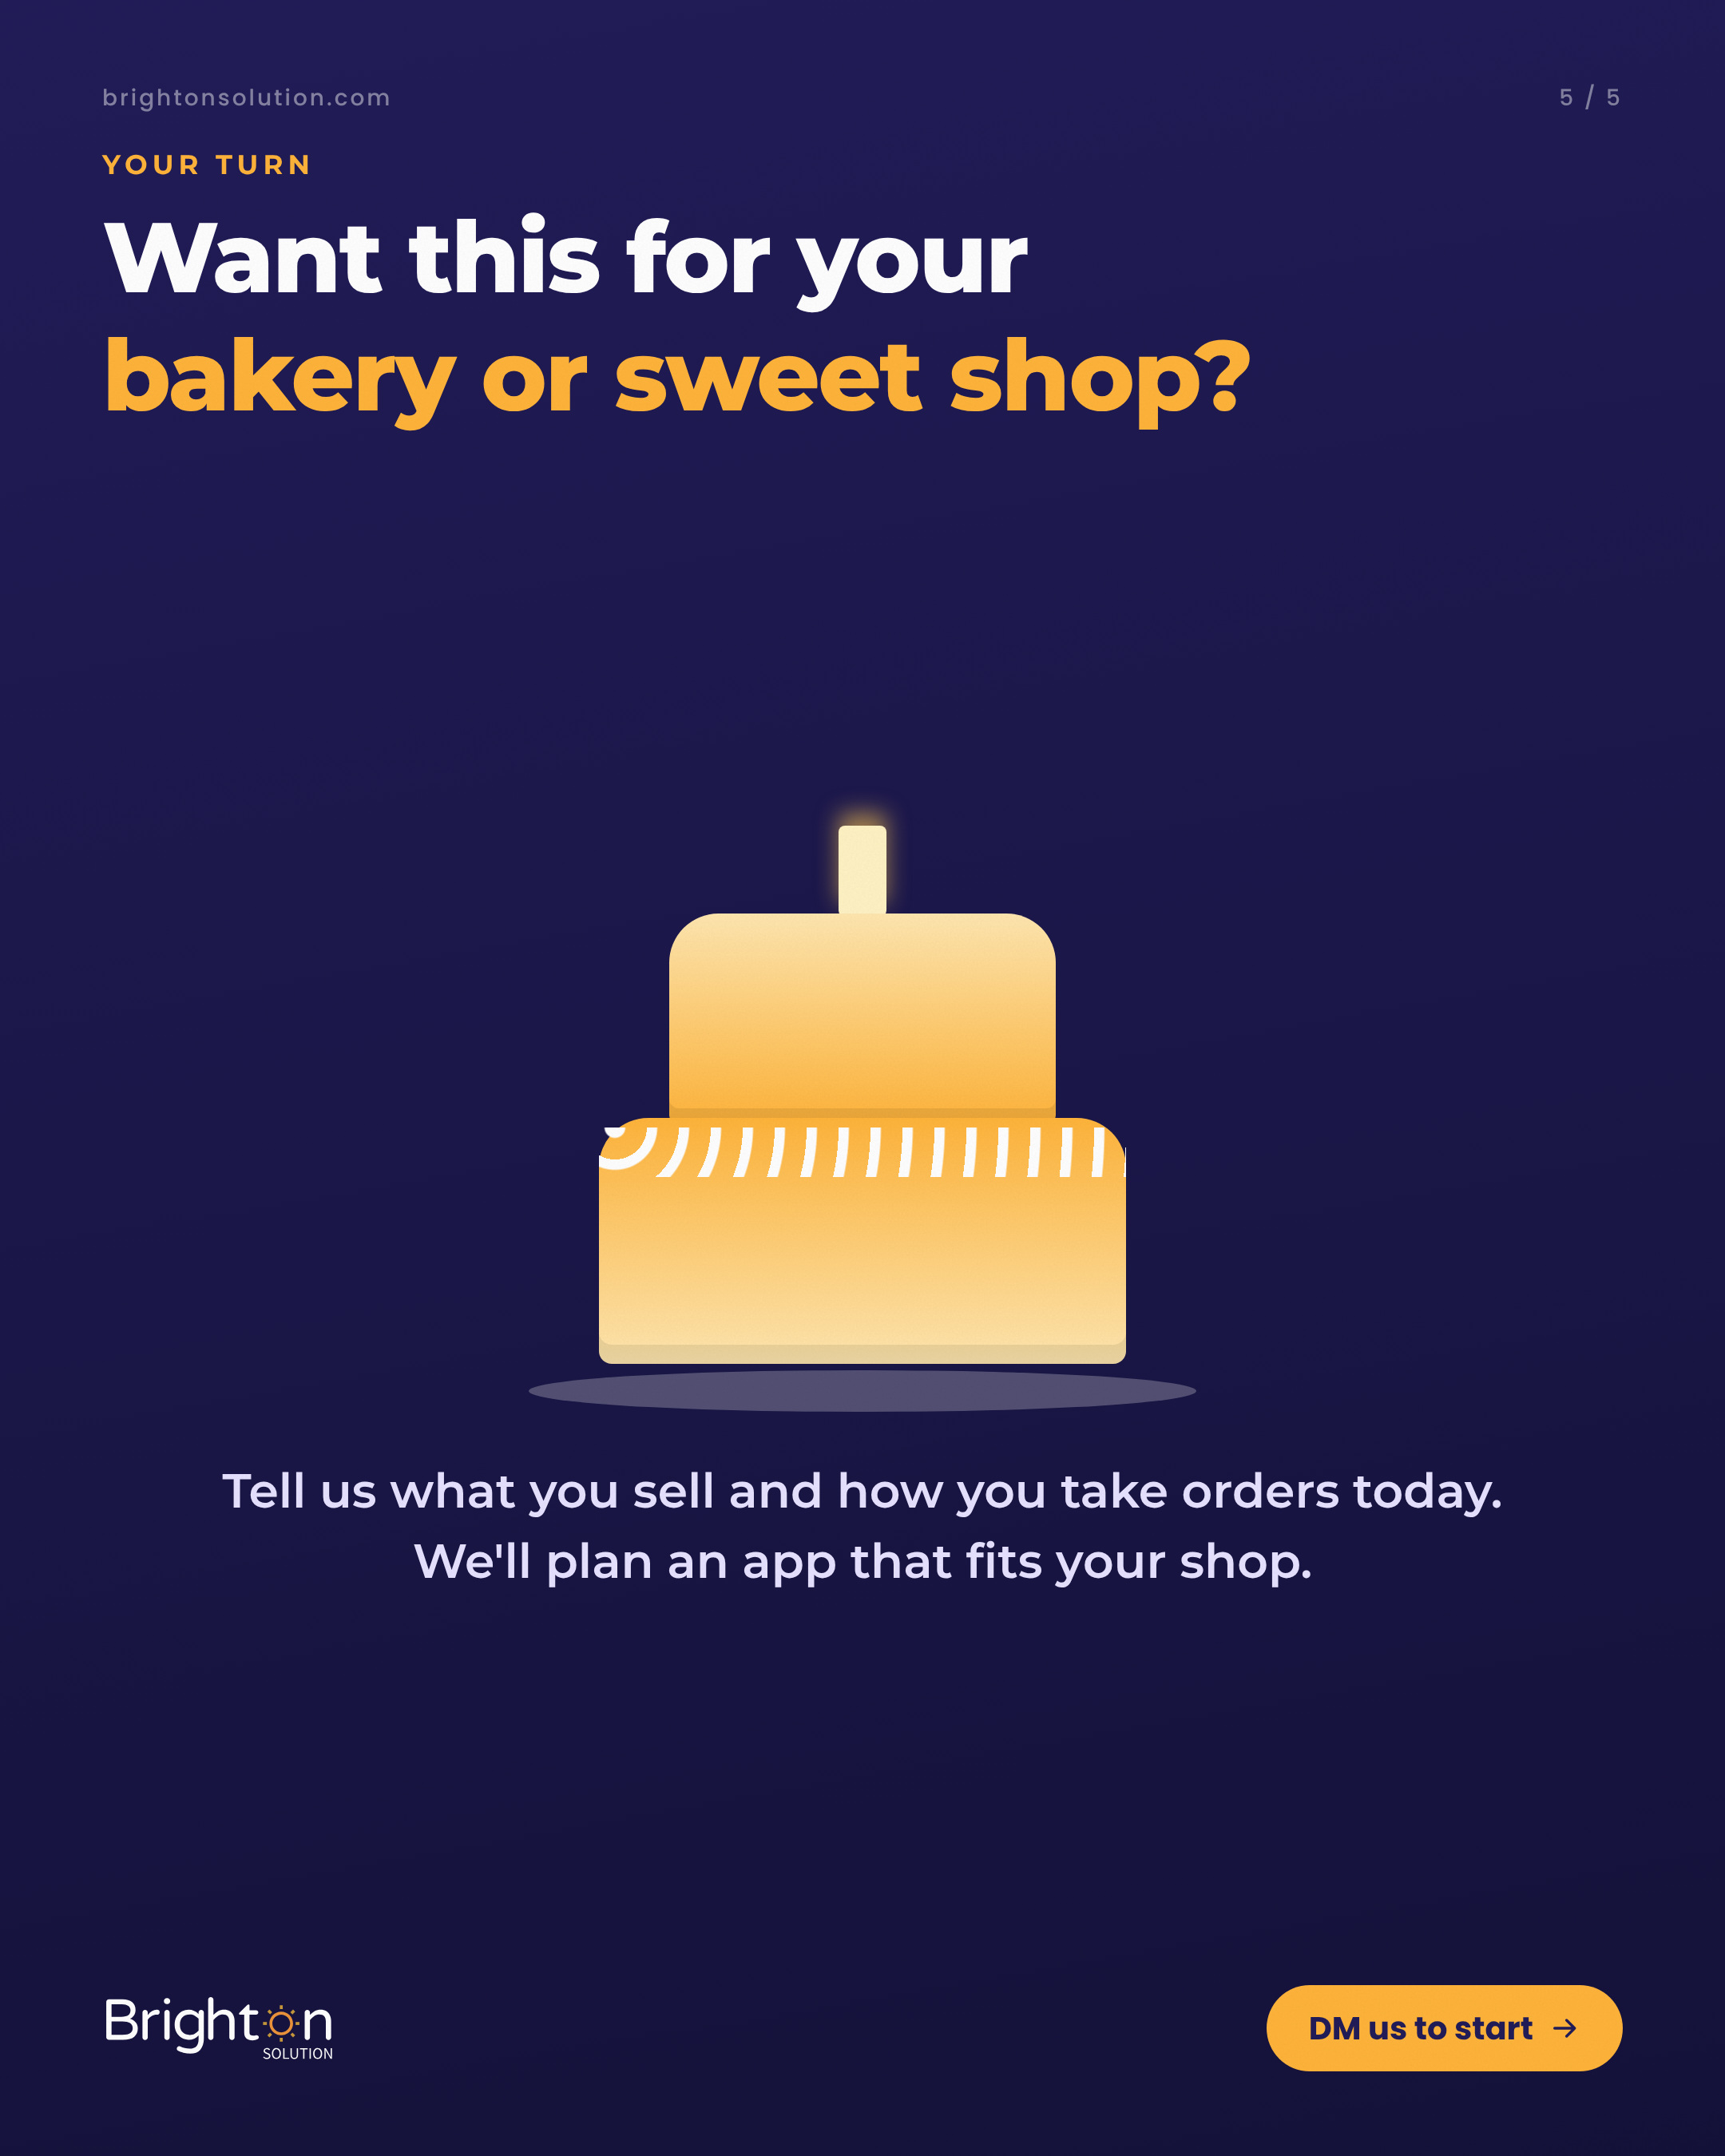 brightonsolution.com
5 / 5
YOUR TURN
Want this for your
bakery or sweet shop?
Tell us what you sell and how you take orders today.
We'll plan an app that fits your shop.
Brighton
SOLUTION
DM us to start →